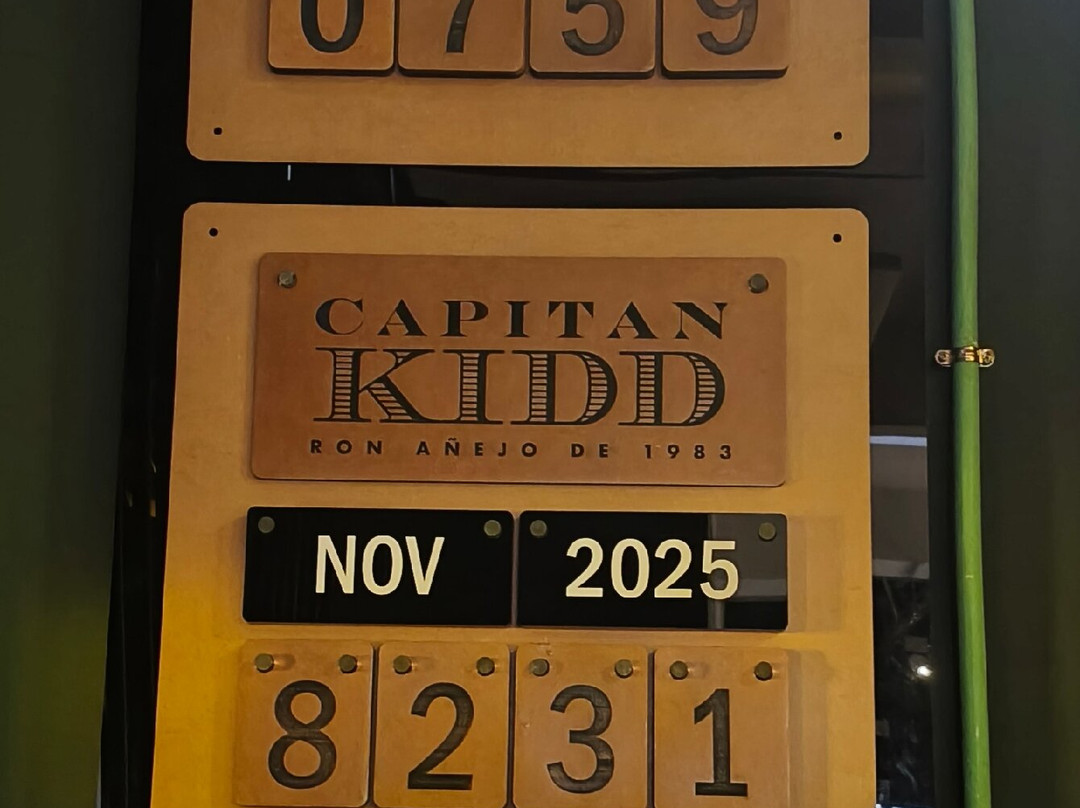 0759
CAPITAN
KIDD
RON AÑEJO DE 1983
NOV 2025
8231